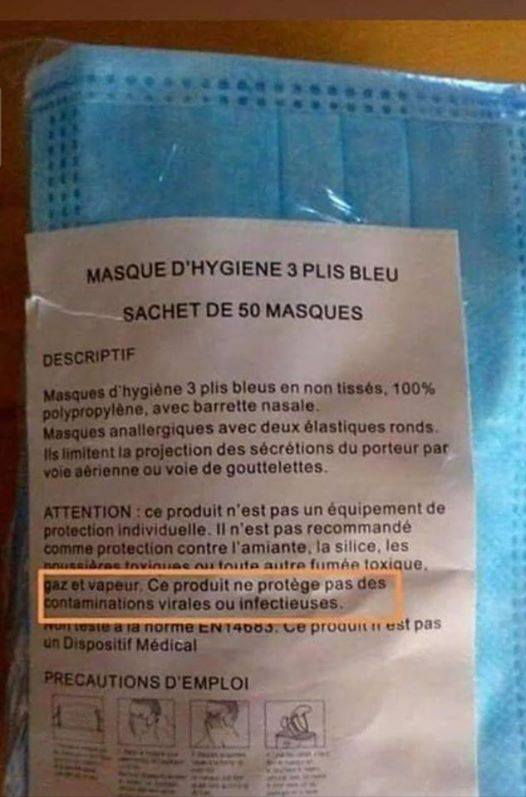 MASQUE D'HYGIENE 3 PLIS BLEU
SACHET DE 50 MASQUES
DESCRIPTIF
Masques d'hygiène 3 plis bleus en non tissés, 100%
polypropylène, avec barrette nasale.
Masques anallergiques avec deux élastiques ronds.
Ils limitent la projection des sécrétions du porteur par
voie aérienne ou voie de gouttelettes.
ATTENTION : ce produit n'est pas un équipement de
protection individuelle. Il n'est pas recommandé
comme protection contre l'amiante, la silice, les
poussières toxiques ou toute autre fumée toxique,
gaz et vapeur. Ce produit ne protège pas des
contaminations virales ou infectieuses.
Non testé à la norme EN14683. Ce produit n'est pas
un Dispositif Médical
PRECAUTIONS D'EMPLOI